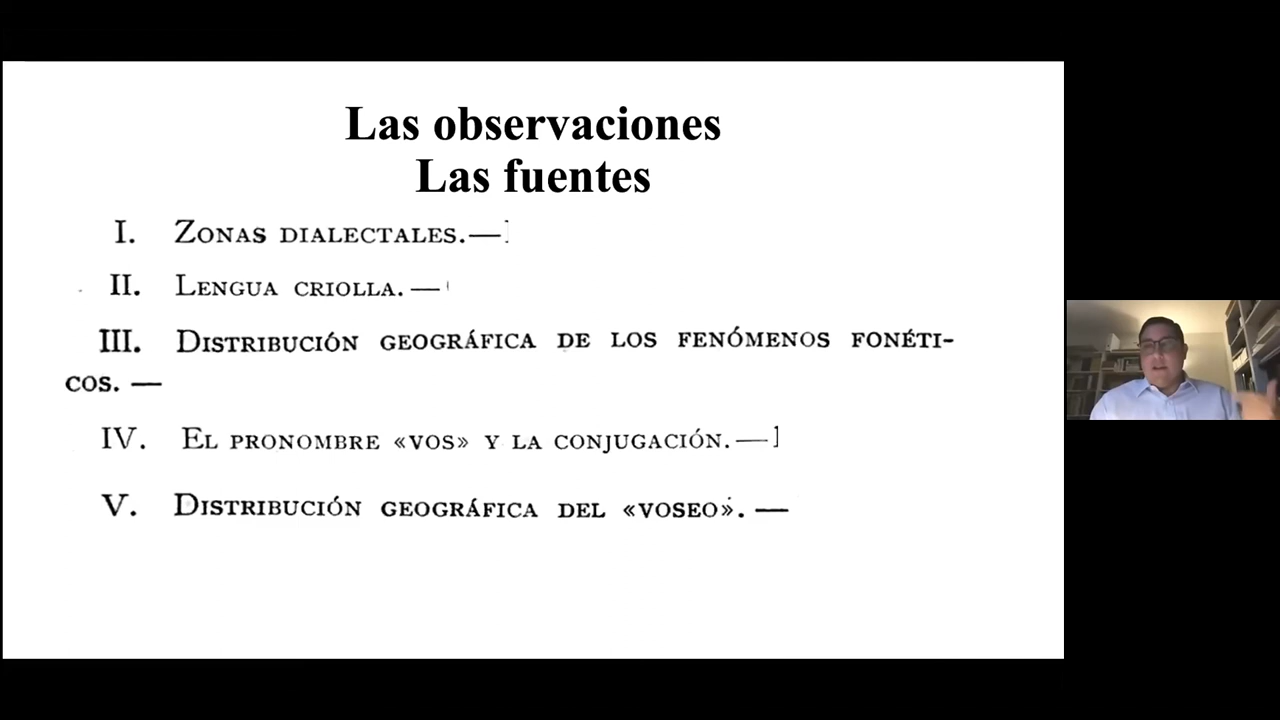 Las observaciones
Las fuentes
I. Zonas dialectales.—
II. Lengua criolla.—
III. Distribución geográfica de los fenómenos fonéti-
cos.—
IV. El pronombre «vos» y la conjugación.—
V. Distribución geográfica del «voseo».—